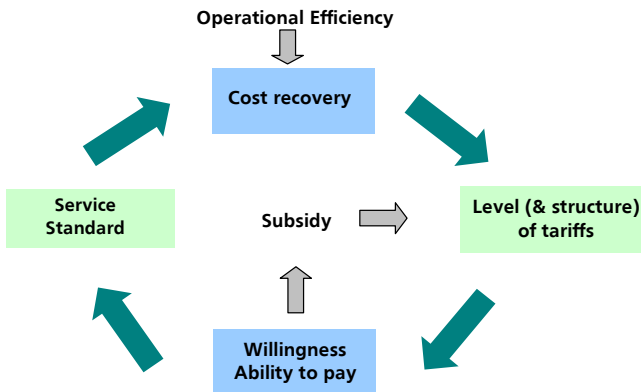 Operational Efficiency
Cost recovery
Service
Standard
Subsidy
Level (& structure)
of tariffs
Willingness
Ability to pay